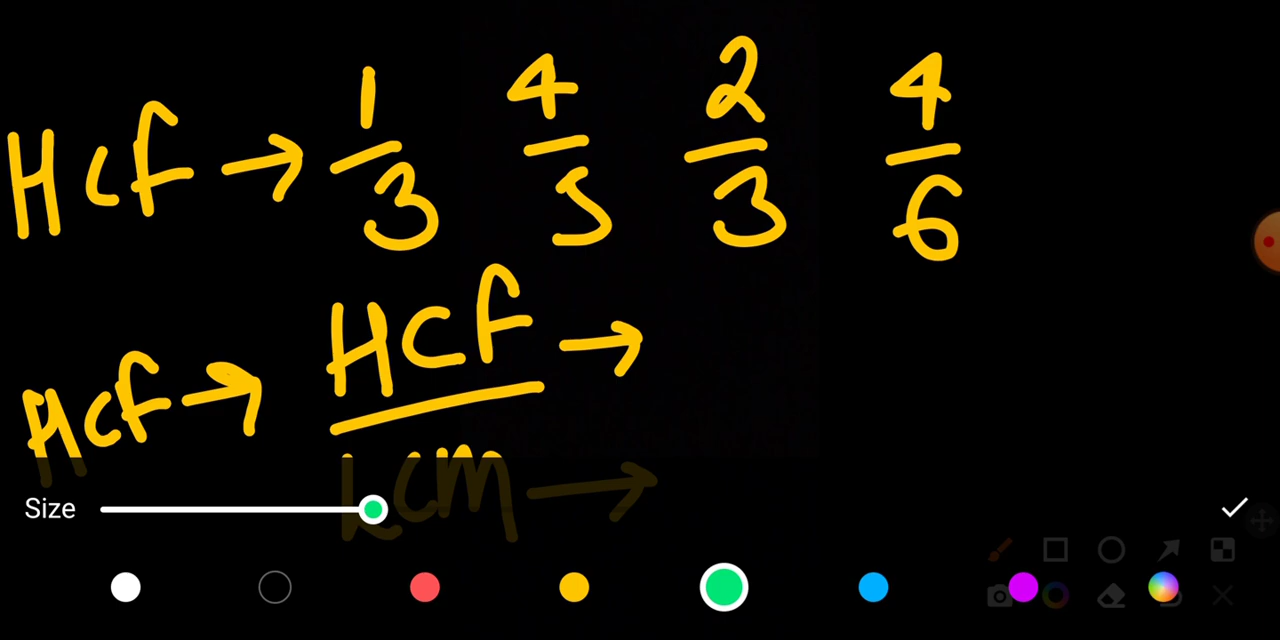 HCF → 1/3 4/5 2/3 4/6
HCF → HCF →
LCM →
Size